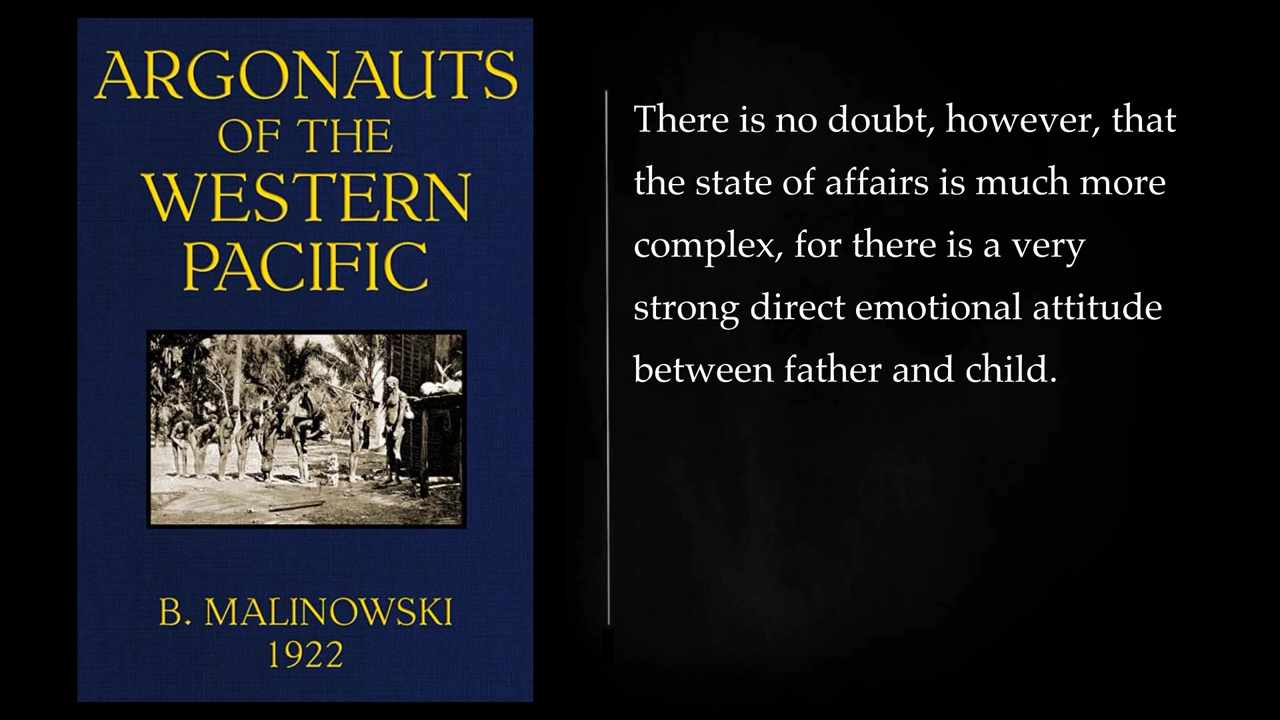 ARGONAUTS
OF THE
WESTERN
PACIFIC
B. MALINOWSKI
1922
There is no doubt, however, that
the state of affairs is much more
complex, for there is a very
strong direct emotional attitude
between father and child.